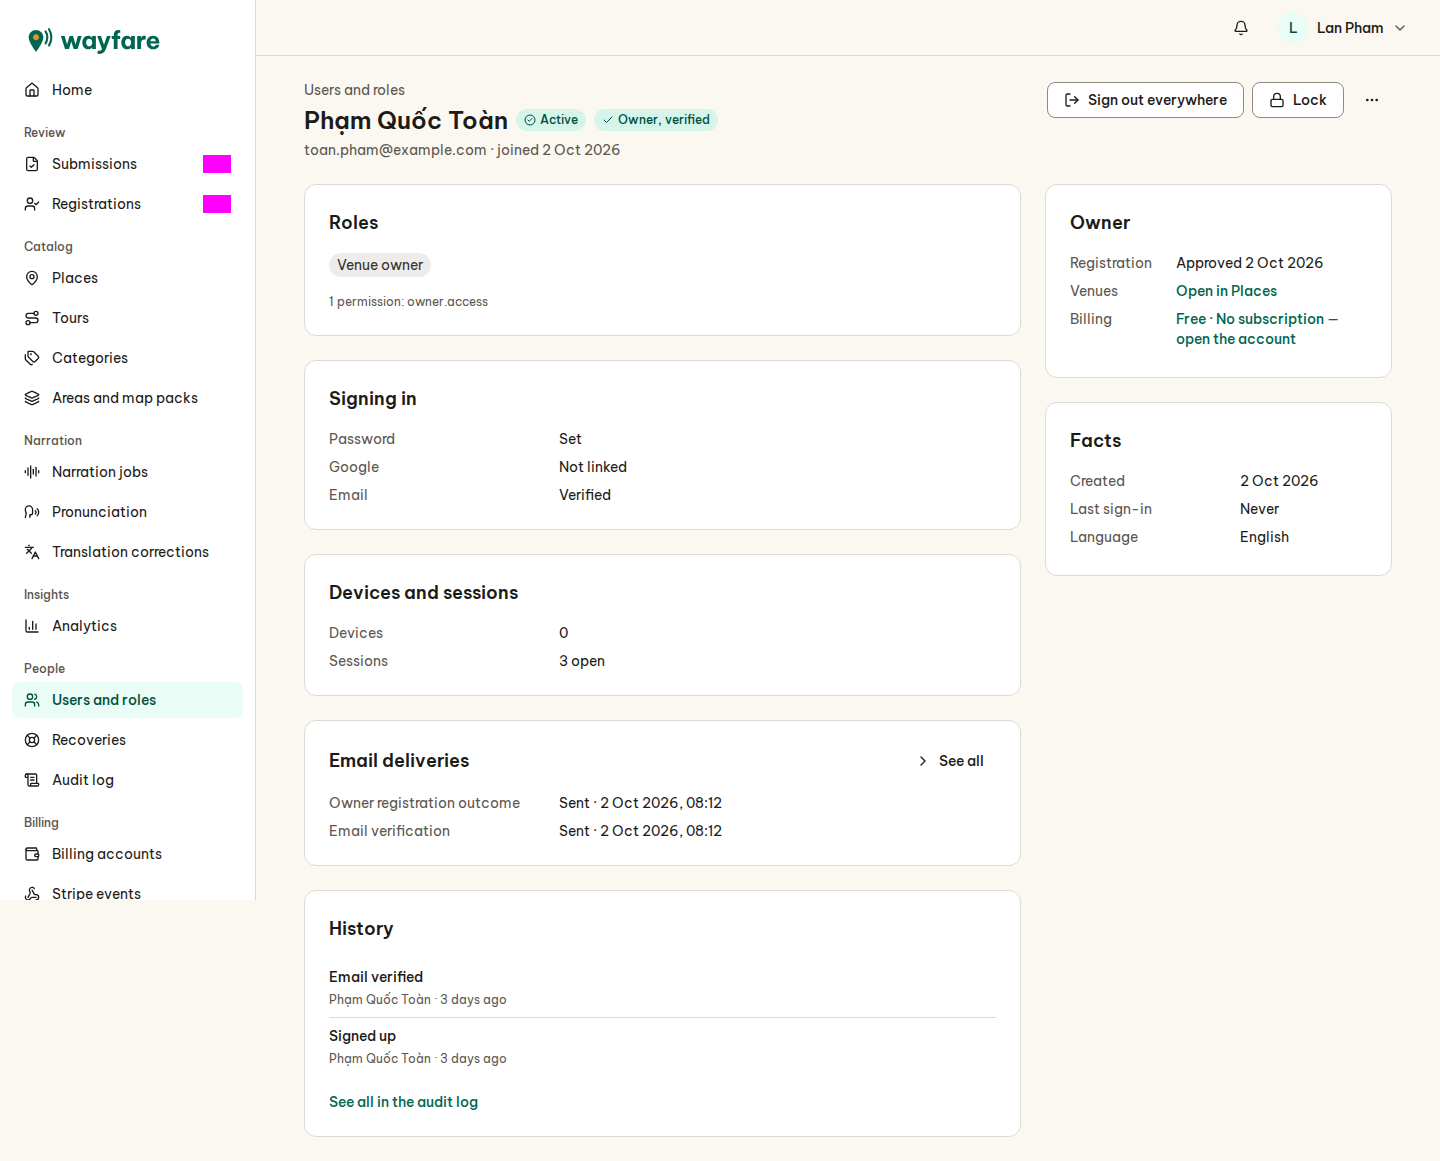 wayfare
Home
Review
Submissions
Registrations
Catalog
Places
Tours
Categories
Areas and map packs
Narration
Narration jobs
Pronunciation
Translation corrections
Insights
Analytics
People
Users and roles
Recoveries
Audit log
Billing
Billing accounts
Stripe events
L Lan Pham
Users and roles
Phạm Quốc Toàn Active Owner, verified
toan.pham@example.com · joined 2 Oct 2026
Sign out everywhere Lock
Roles
Venue owner
1 permission: owner.access
Signing in
Password Set
Google Not linked
Email Verified
Devices and sessions
Devices 0
Sessions 3 open
Email deliveries See all
Owner registration outcome Sent · 2 Oct 2026, 08:12
Email verification Sent · 2 Oct 2026, 08:12
History
Email verified
Phạm Quốc Toàn · 3 days ago
Signed up
Phạm Quốc Toàn · 3 days ago
See all in the audit log
Owner
Registration Approved 2 Oct 2026
Venues Open in Places
Billing Free · No subscription —
open the account
Facts
Created 2 Oct 2026
Last sign-in Never
Language English